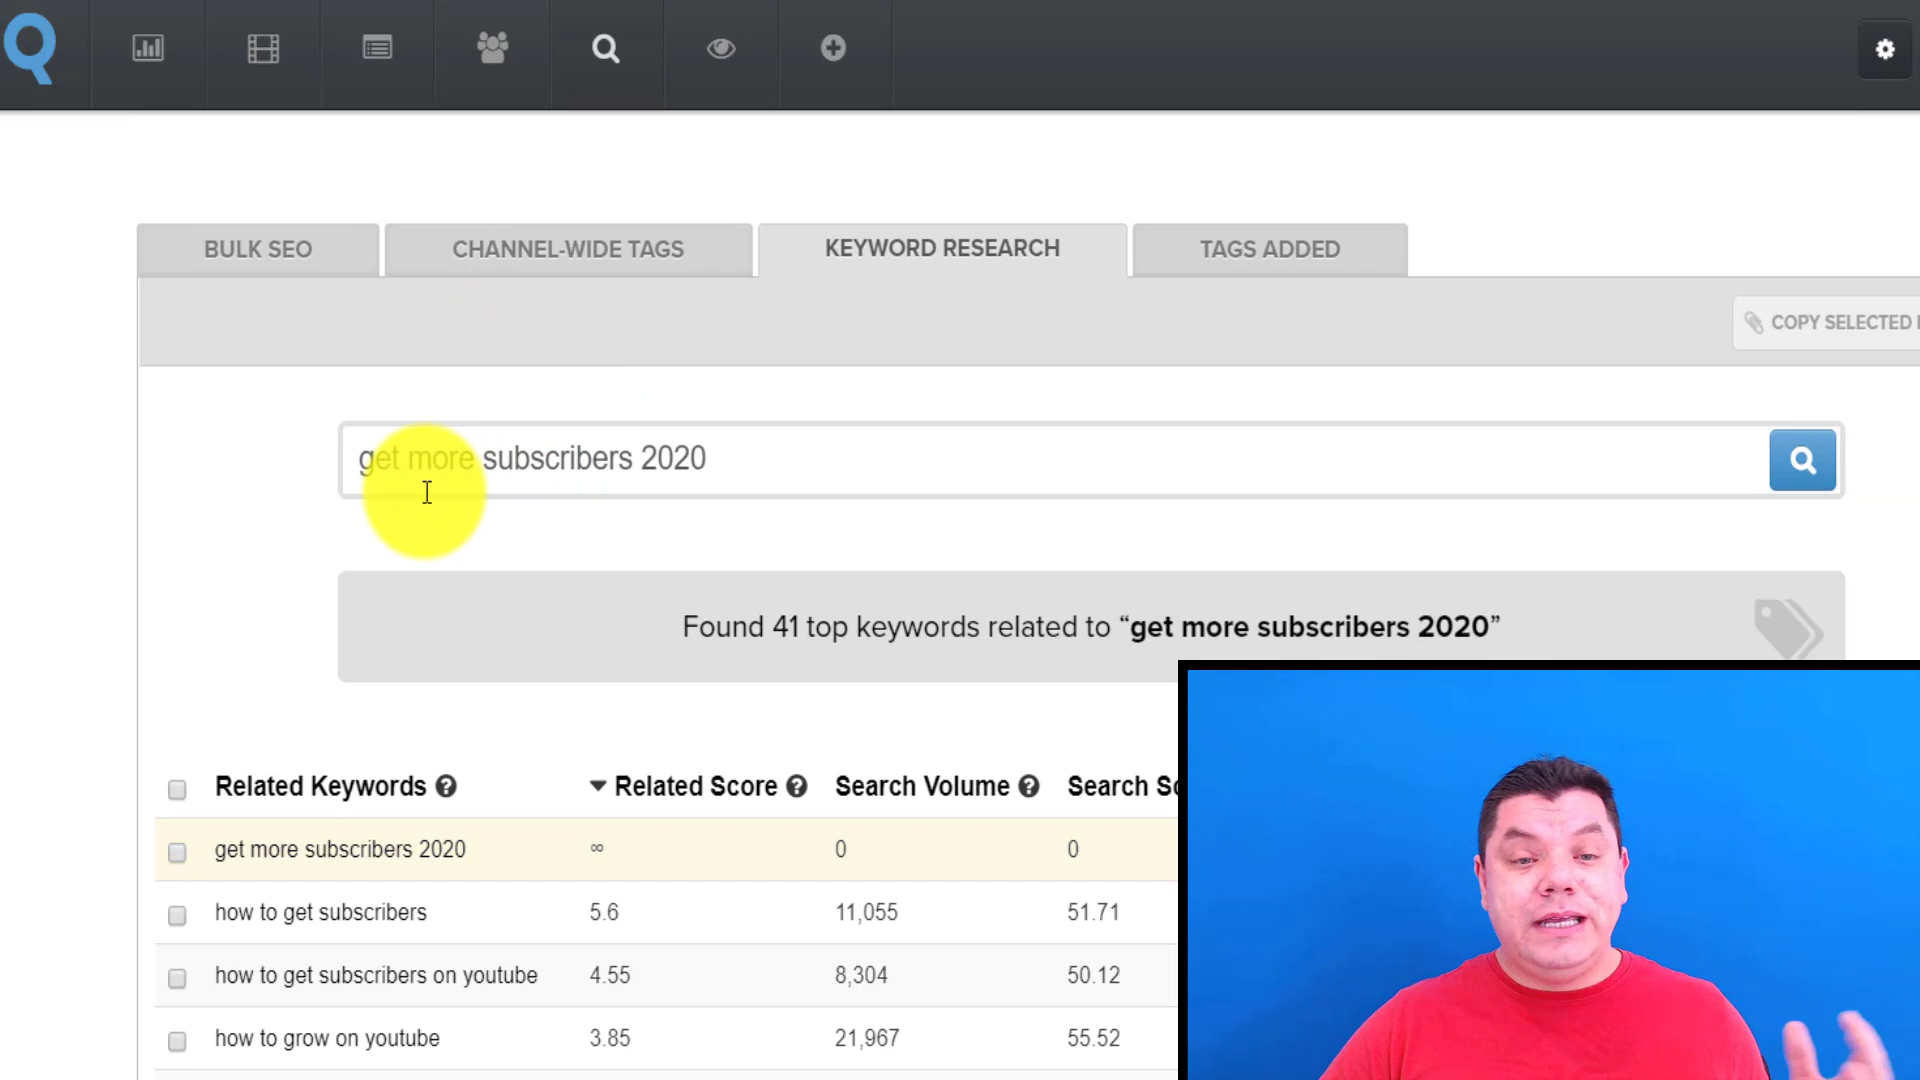 BULK SEO
CHANNEL-WIDE TAGS
KEYWORD RESEARCH
TAGS ADDED
COPY SELECTED
get more subscribers 2020
Found 41 top keywords related to “get more subscribers 2020”
Related Keywords Related Score Search Volume Search
get more subscribers 2020 ∞ 0 0
how to get subscribers 5.6 11,055 51.71
how to get subscribers on youtube 4.55 8,304 50.12
how to grow on youtube 3.85 21,967 55.52